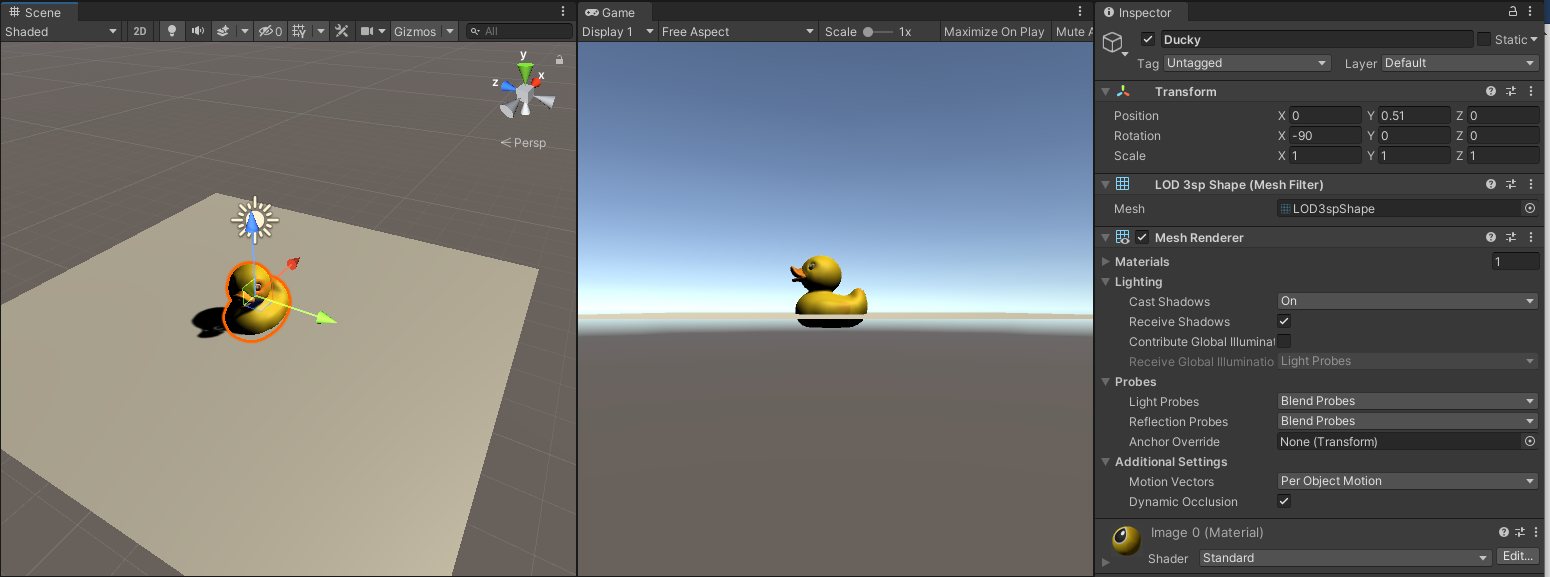 Scene
Shaded
2D
0
Gizmos
All
y
x
z
< Persp
Game
Display 1
Free Aspect
Scale
1x
Maximize On Play
Mute A
Inspector
Ducky
Static
Tag
Untagged
Layer
Default
Transform
Position
X 0
Y 0.51
Z 0
Rotation
X -90
Y 0
Z 0
Scale
X 1
Y 1
Z 1
LOD 3sp Shape (Mesh Filter)
Mesh
LOD3spShape
Mesh Renderer
Materials
1
Lighting
Cast Shadows
On
Receive Shadows
Contribute Global Illuminat
Receive Global Illuminatio
Light Probes
Probes
Light Probes
Blend Probes
Reflection Probes
Blend Probes
Anchor Override
None (Transform)
Additional Settings
Motion Vectors
Per Object Motion
Dynamic Occlusion
Image 0 (Material)
Shader
Standard
Edit...